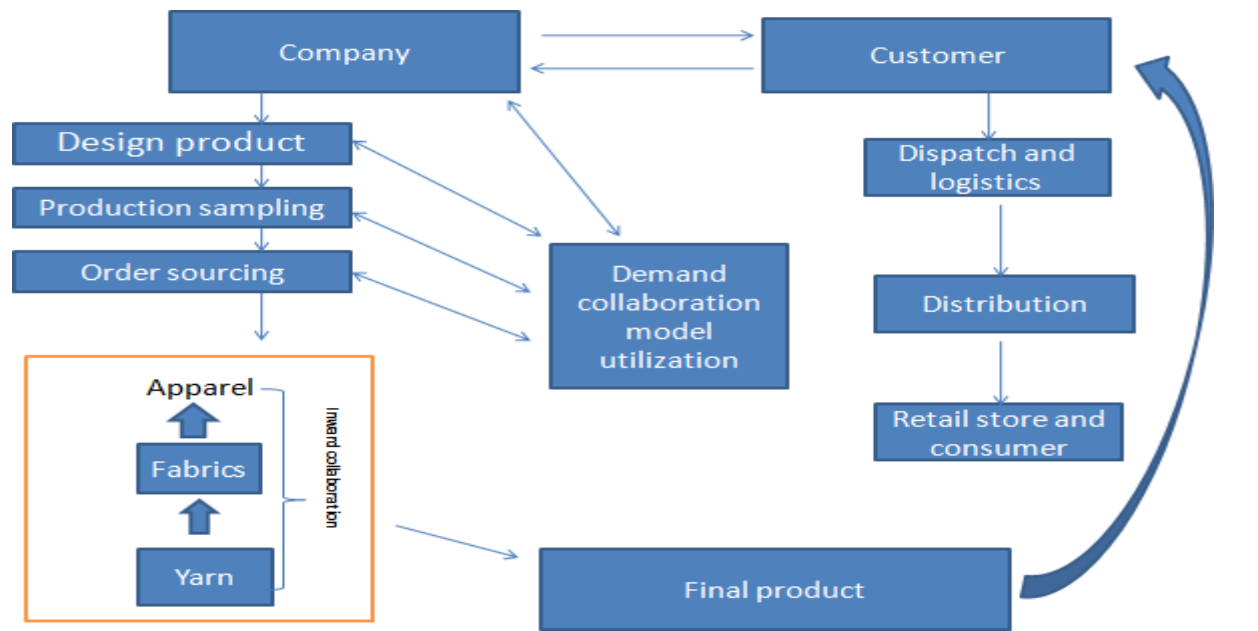 Company
Customer
Design product
Dispatch and
logistics
Production sampling
Order sourcing
Demand
collaboration
model
utilization
Distribution
Apparel
Retail store and
consumer
Inward collaboration
Fabrics
Yarn
Final product